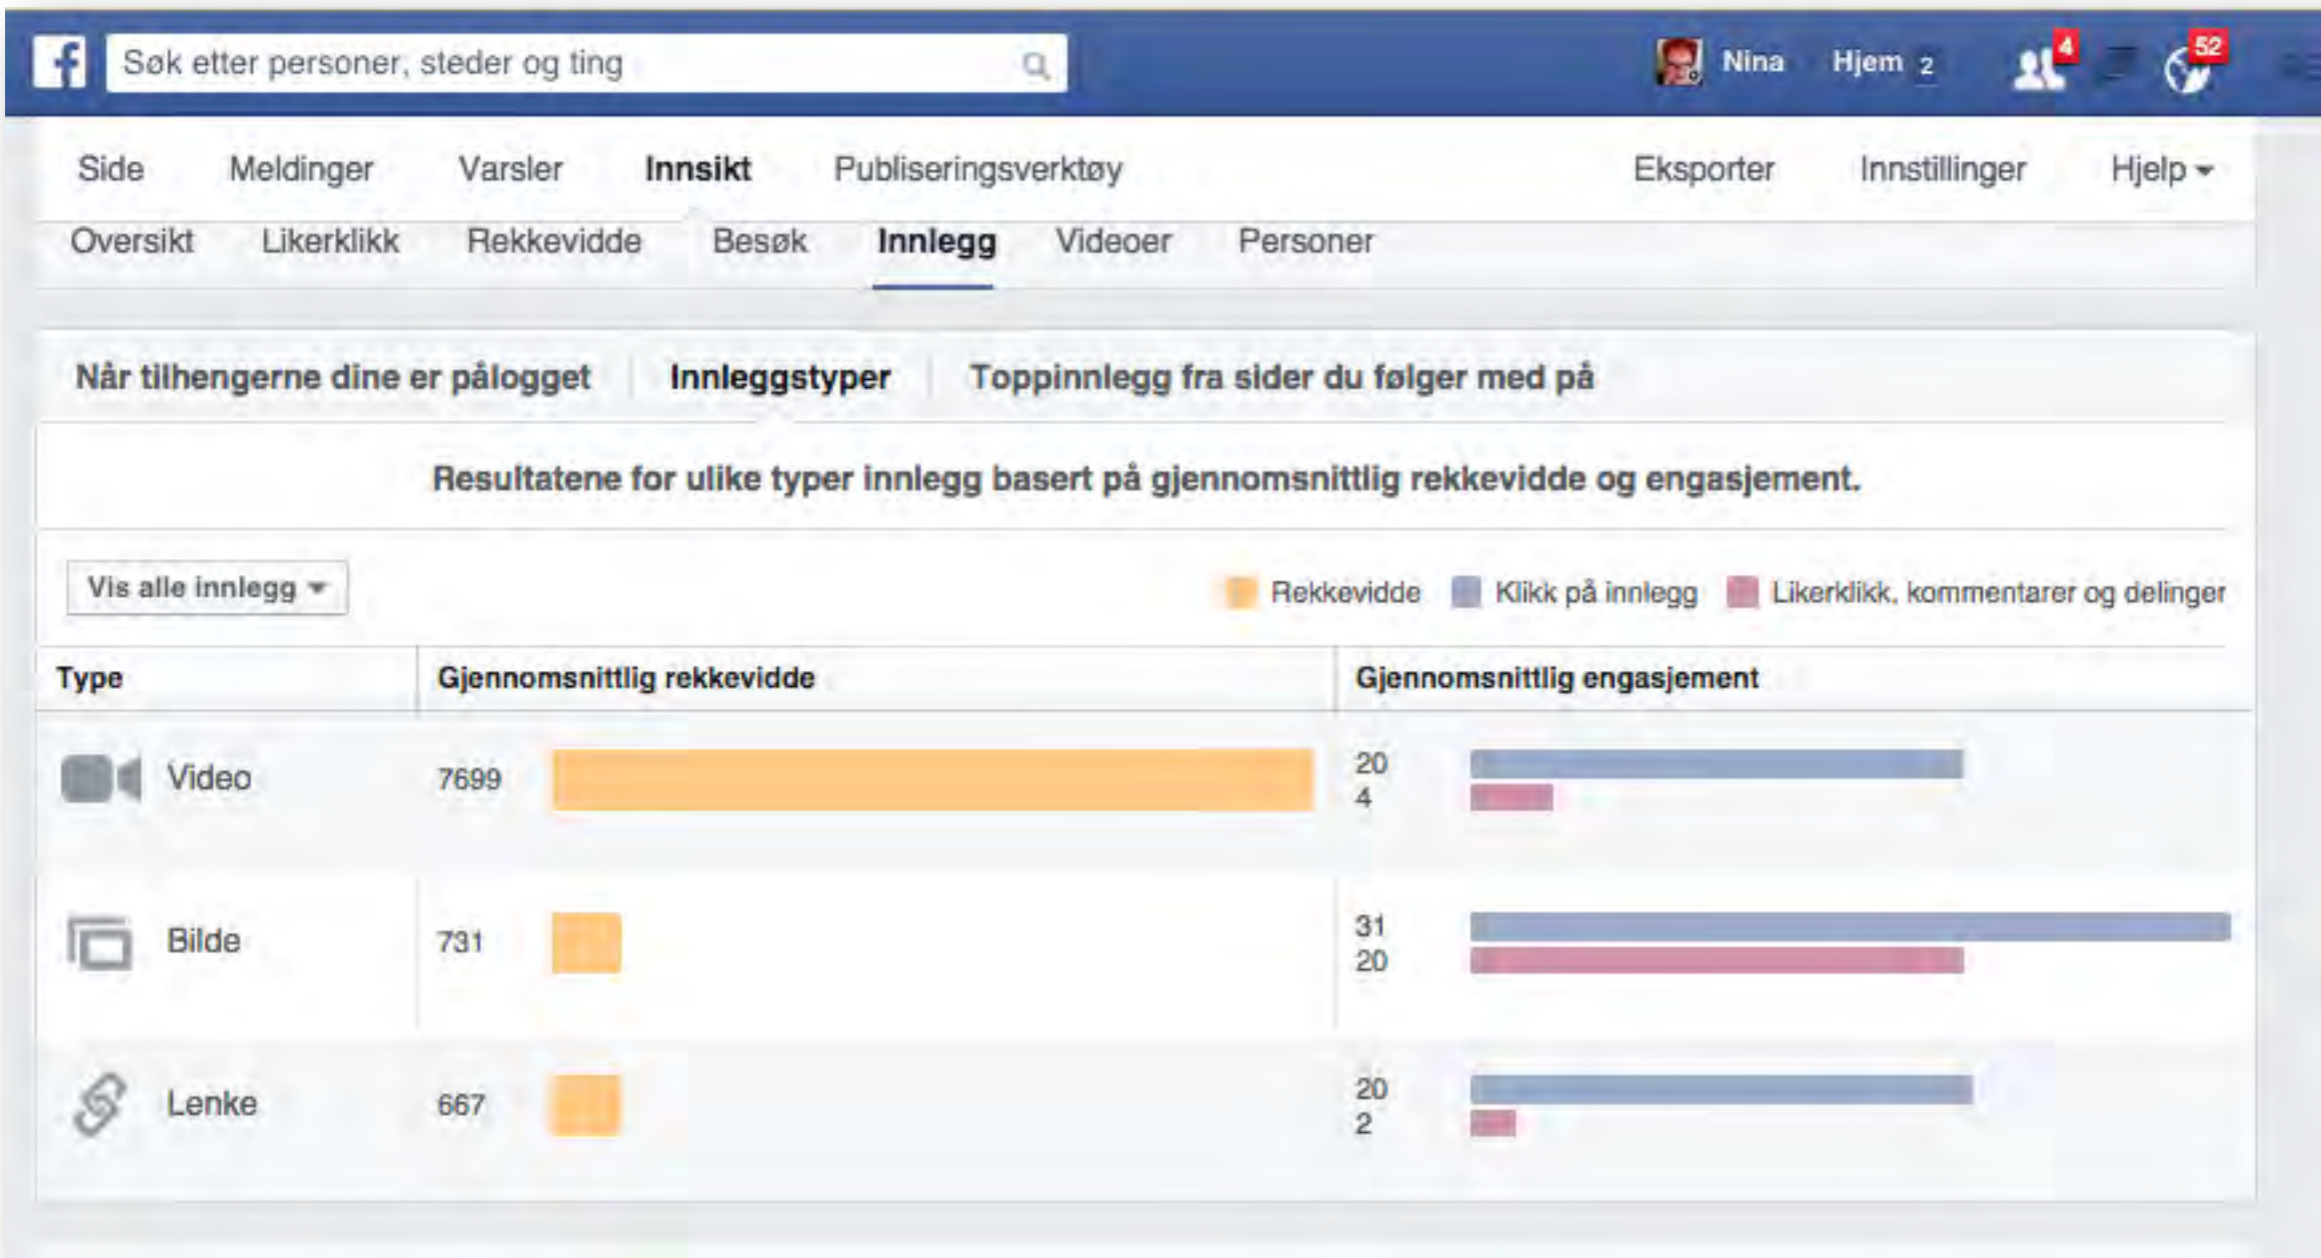 f Søk etter personer, steder og ting Nina Hjem 2 4 52
Side Meldinger Varsler Innsikt Publiseringsverktøy Eksporter Innstillinger Hjelp
Oversikt Likerklikk Rekkevidde Besøk Innlegg Videoer Personer
Når tilhengerne dine er pålogget Innleggstyper Toppinnlegg fra sider du følger med på
Resultatene for ulike typer innlegg basert på gjennomsnittlig rekkevidde og engasjement.
Vis alle innlegg Rekkevidde Klikk på innlegg Likerklikk, kommentarer og delinger
Type Gjennomsnittlig rekkevidde Gjennomsnittlig engasjement
Video 7699 20
4
Bilde 731 31
20
Lenke 667 20
2